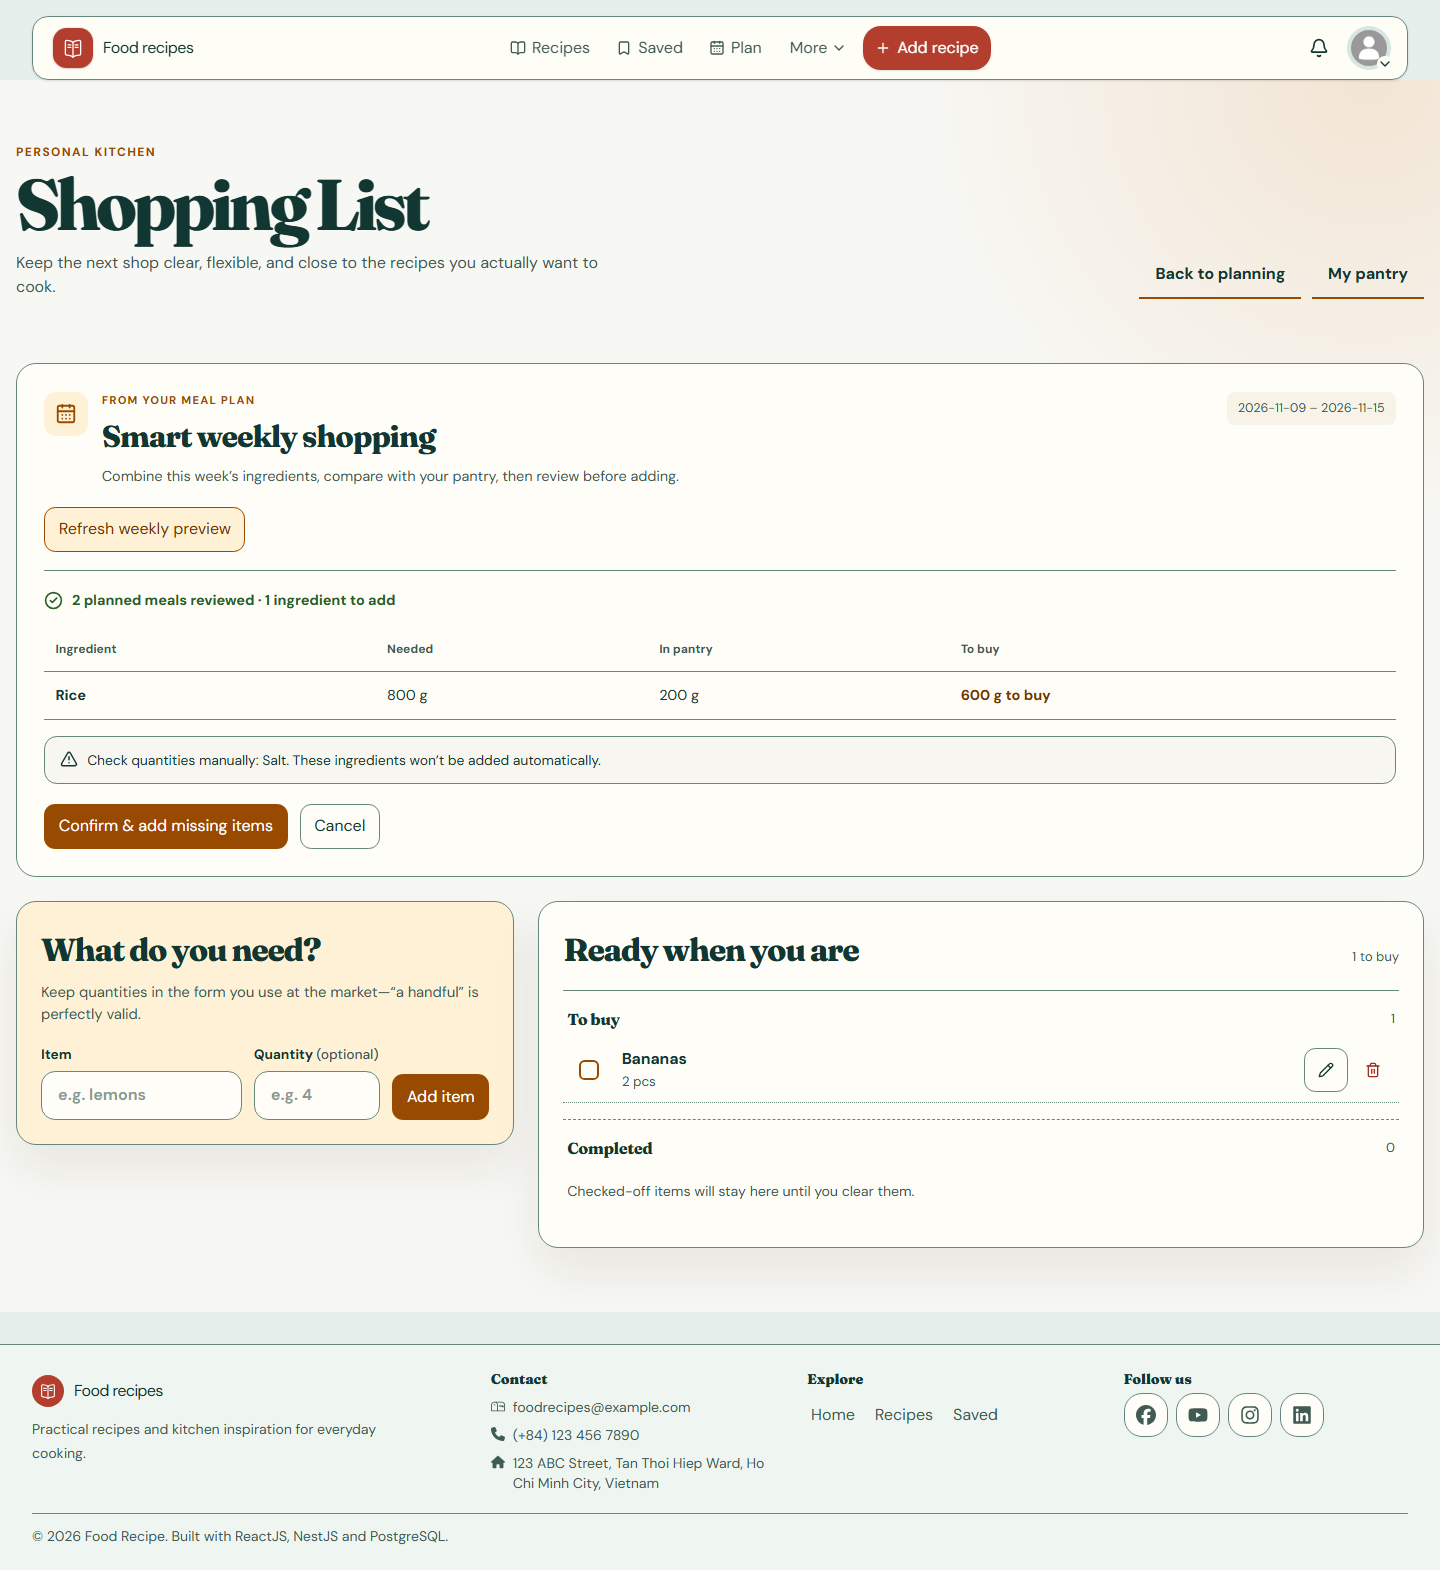 Food recipes
Recipes
Saved
Plan
More
Add recipe
PERSONAL KITCHEN
Shopping List
Keep the next shop clear, flexible, and close to the recipes you actually want to
cook.
Back to planning
My pantry
FROM YOUR MEAL PLAN
2026-11-09 – 2026-11-15
Smart weekly shopping
Combine this week’s ingredients, compare with your pantry, then review before adding.
Refresh weekly preview
2 planned meals reviewed · 1 ingredient to add
Ingredient Needed In pantry To buy
Rice 800 g 200 g 600 g to buy
Check quantities manually: Salt. These ingredients won’t be added automatically.
Confirm & add missing items
Cancel
What do you need?
Keep quantities in the form you use at the market—“a handful” is
perfectly valid.
Item
Quantity (optional)
e.g. lemons
e.g. 4
Add item
Ready when you are
1 to buy
To buy
1
Bananas
2 pcs
Completed
0
Checked-off items will stay here until you clear them.
Food recipes
Practical recipes and kitchen inspiration for everyday
cooking.
Contact
foodrecipes@example.com
(+84) 123 456 7890
123 ABC Street, Tan Thoi Hiep Ward, Ho
Chi Minh City, Vietnam
Explore
Home
Recipes
Saved
Follow us
© 2026 Food Recipe. Built with ReactJS, NestJS and PostgreSQL.